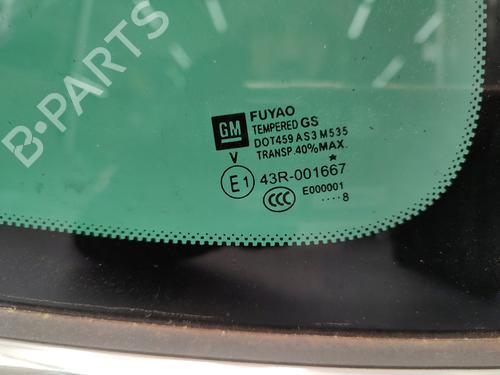 B-PARTS
FUYAO
GM
TEMPERED GS
DOT459 AS3 M535
TRANSP.40%MAX.
V
E1
43R-001667
CCC
E000001
....8